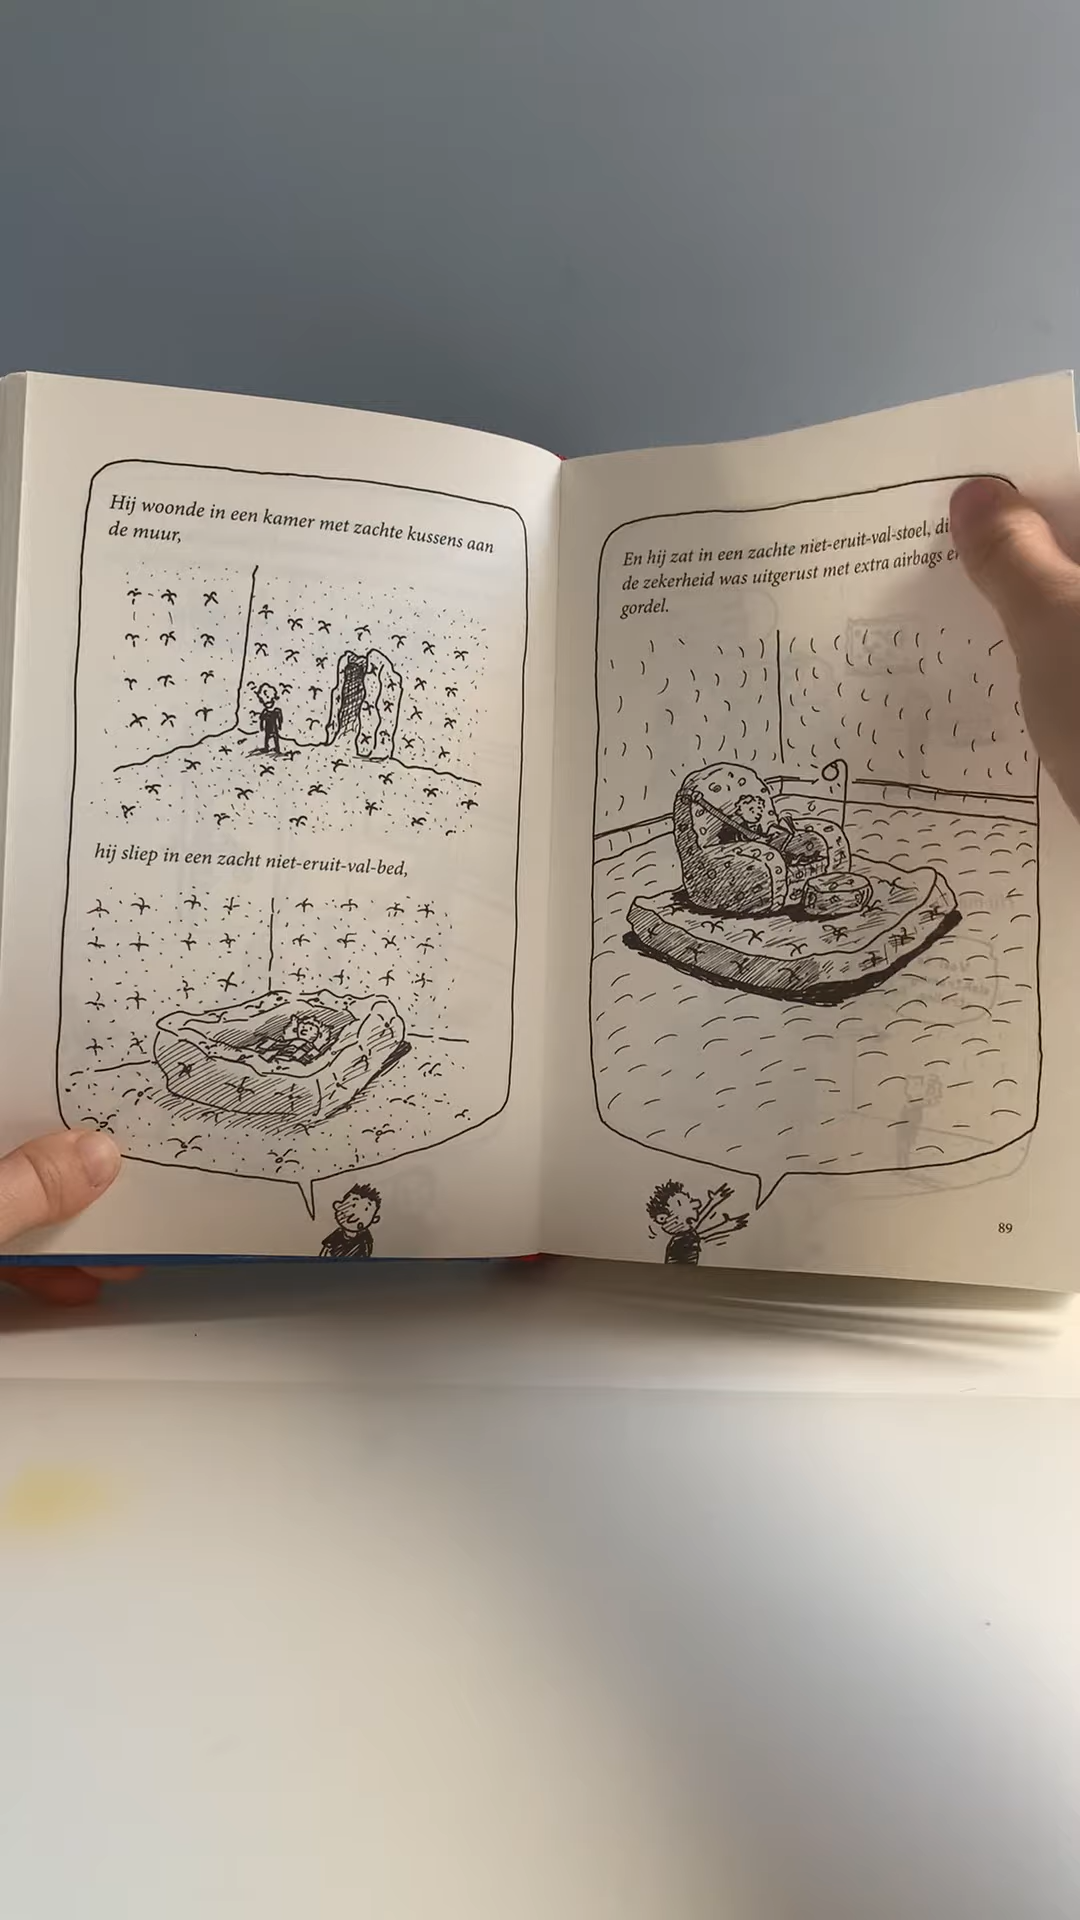 Hij woonde in een kamer met zachte kussens aan
de muur,
hij sliep in een zacht niet-eruit-val-bed,
En hij zat in een zachte niet-eruit-val-stoel,
de zekerheid was uitgerust met extra airbags
gordel.
89